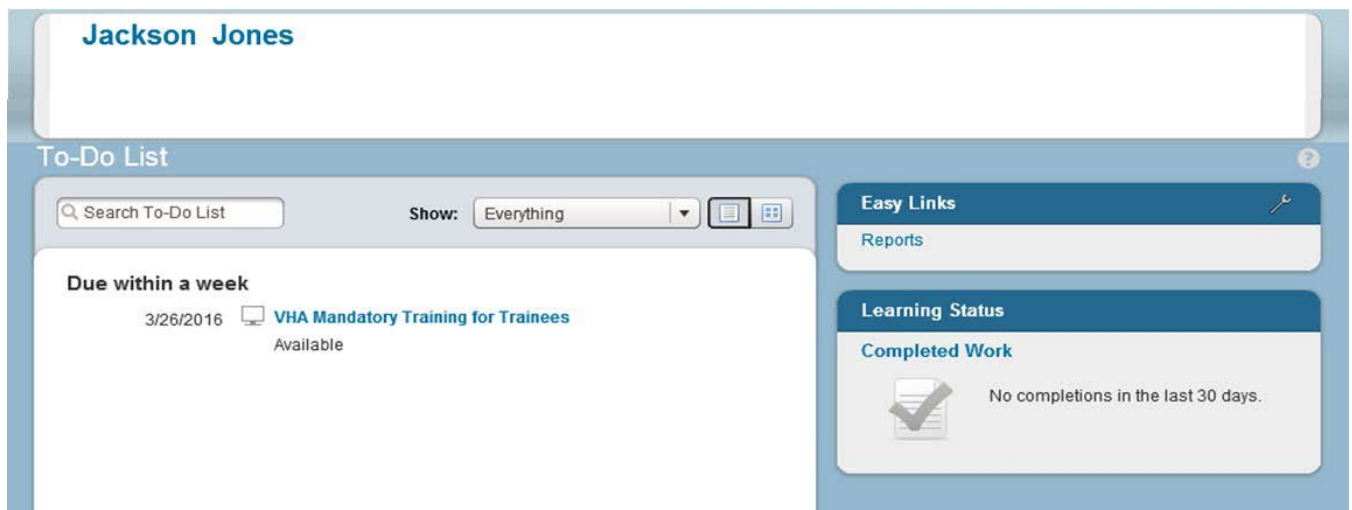 Jackson Jones
To-Do List
?
Search To-Do List
Show: Everything
Due within a week
3/26/2016 VHA Mandatory Training for Trainees
Available
Easy Links
Reports
Learning Status
Completed Work
No completions in the last 30 days.